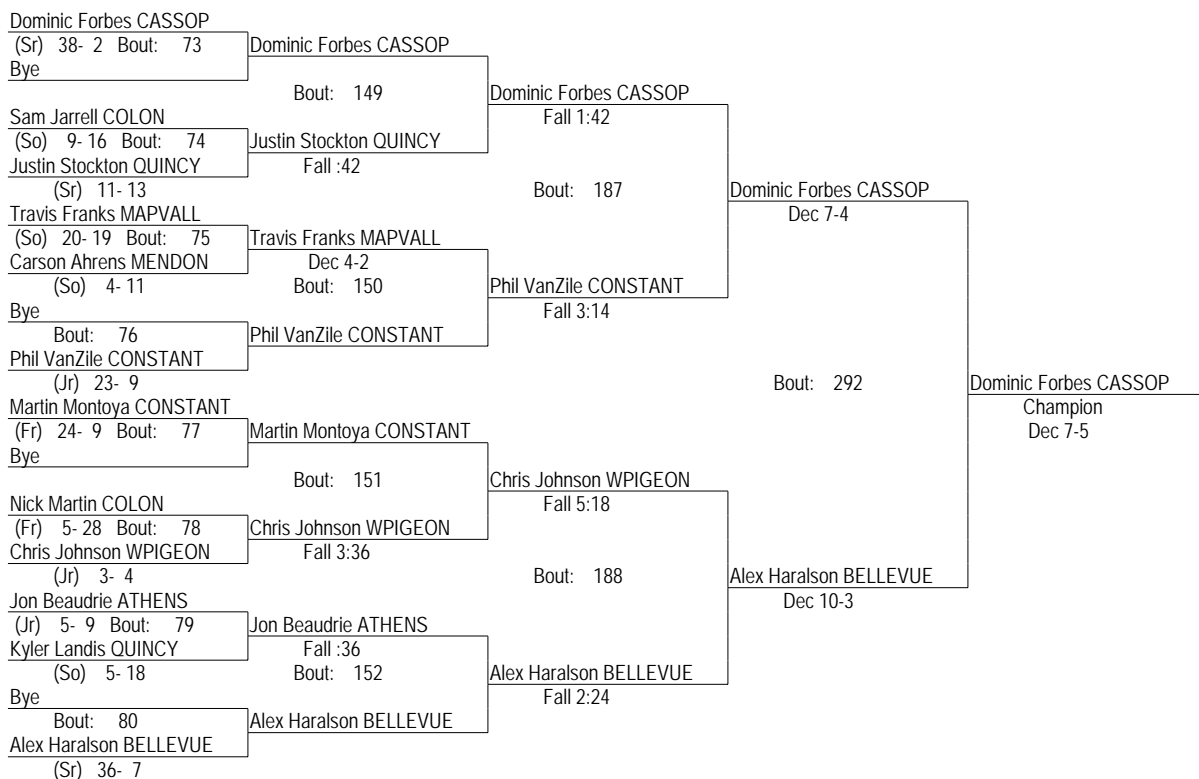 Dominic Forbes CASSOP
(Sr) 38- 2 Bout: 73
Bye
Sam Jarrell COLON
(So) 9- 16 Bout: 74
Justin Stockton QUINCY
(Sr) 11- 13
Travis Franks MAPVALL
(So) 20- 19 Bout: 75
Carson Ahrens MENDON
(So) 4- 11
Bye
Bout: 76
Phil VanZile CONSTANT
(Jr) 23- 9
Martin Montoya CONSTANT
(Fr) 24- 9 Bout: 77
Bye
Nick Martin COLON
(Fr) 5- 28 Bout: 78
Chris Johnson WPIGEON
(Jr) 3- 4
Jon Beaudrie ATHENS
(Jr) 5- 9 Bout: 79
Kyler Landis QUINCY
(So) 5- 18
Bye
Bout: 80
Alex Haralson BELLEVUE
(Sr) 36- 7
Dominic Forbes CASSOP
Bout: 149
Justin Stockton QUINCY
Fall :42
Travis Franks MAPVALL
Dec 4-2
Bout: 150
Phil VanZile CONSTANT
Martin Montoya CONSTANT
Bout: 151
Chris Johnson WPIGEON
Fall 3:36
Jon Beaudrie ATHENS
Fall :36
Bout: 152
Alex Haralson BELLEVUE
Dominic Forbes CASSOP
Fall 1:42
Bout: 187
Phil VanZile CONSTANT
Fall 3:14
Chris Johnson WPIGEON
Fall 5:18
Bout: 188
Alex Haralson BELLEVUE
Fall 2:24
Dominic Forbes CASSOP
Dec 7-4
Bout: 292
Alex Haralson BELLEVUE
Dec 10-3
Dominic Forbes CASSOP
Champion
Dec 7-5